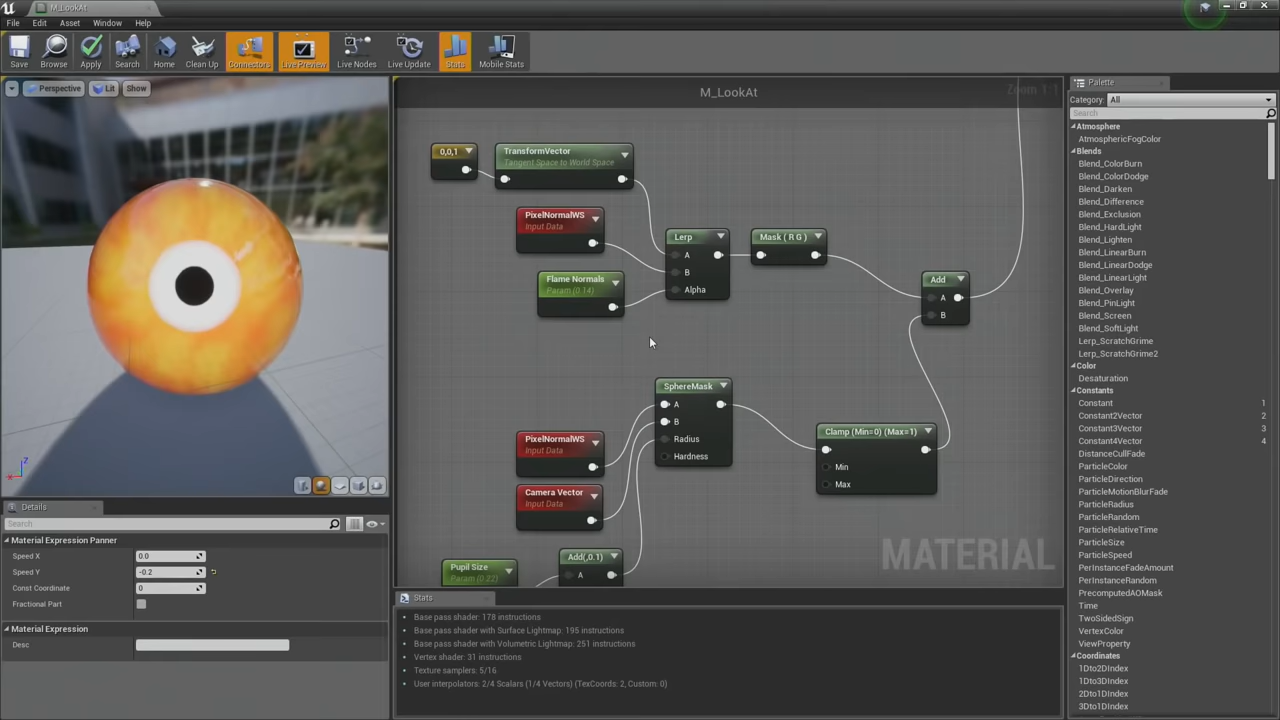 M_LookAt
File Edit Asset Window Help
Save Browse Apply Search Home Clean Up Connectors Live Preview Live Nodes Live Update Stats Mobile Stats
Perspective Lit Show
M_LookAt
Zoom 1:1
0,0,1
TransformVector
Tangent Space to World Space
PixelNormalWS
Input Data
Flame Normals
Param (0.14)
Lerp
A
B
Alpha
Mask ( R G )
Add
A
B
SphereMask
A
B
Radius
Hardness
PixelNormalWS
Input Data
Camera Vector
Input Data
Clamp (Min=0) (Max=1)
Min
Max
Pupil Size
Param (0.22)
Add(,0.1)
A
MATERIAL
Z
Details
Search
Material Expression Panner
Speed X 0.0
Speed Y -0.2
Const Coordinate 0
Fractional Part
Material Expression
Desc
Stats
Base pass shader: 178 instructions
Base pass shader with Surface Lightmap: 195 instructions
Base pass shader with Volumetric Lightmap: 251 instructions
Vertex shader: 31 instructions
Texture samplers: 5/16
User interpolators: 2/4 Scalars (1/4 Vectors) (TexCoords: 2, Custom: 0)
Palette
Category: All
Search
Atmosphere
AtmosphericFogColor
Blends
Blend_ColorBurn
Blend_ColorDodge
Blend_Darken
Blend_Difference
Blend_Exclusion
Blend_HardLight
Blend_Lighten
Blend_LinearBurn
Blend_LinearDodge
Blend_LinearLight
Blend_Overlay
Blend_PinLight
Blend_Screen
Blend_SoftLight
Lerp_ScratchGrime
Lerp_ScratchGrime2
Color
Desaturation
Constants
Constant 1
Constant2Vector 2
Constant3Vector 3
Constant4Vector 4
DistanceCullFade
ParticleColor
ParticleDirection
ParticleMotionBlurFade
ParticleRadius
ParticleRandom
ParticleRelativeTime
ParticleSize
ParticleSpeed
PerInstanceFadeAmount
PerInstanceRandom
PrecomputedAOMask
Time
TwoSidedSign
VertexColor
ViewProperty
Coordinates
1Dto2DIndex
1Dto3DIndex
2Dto1DIndex
3Dto1DIndex